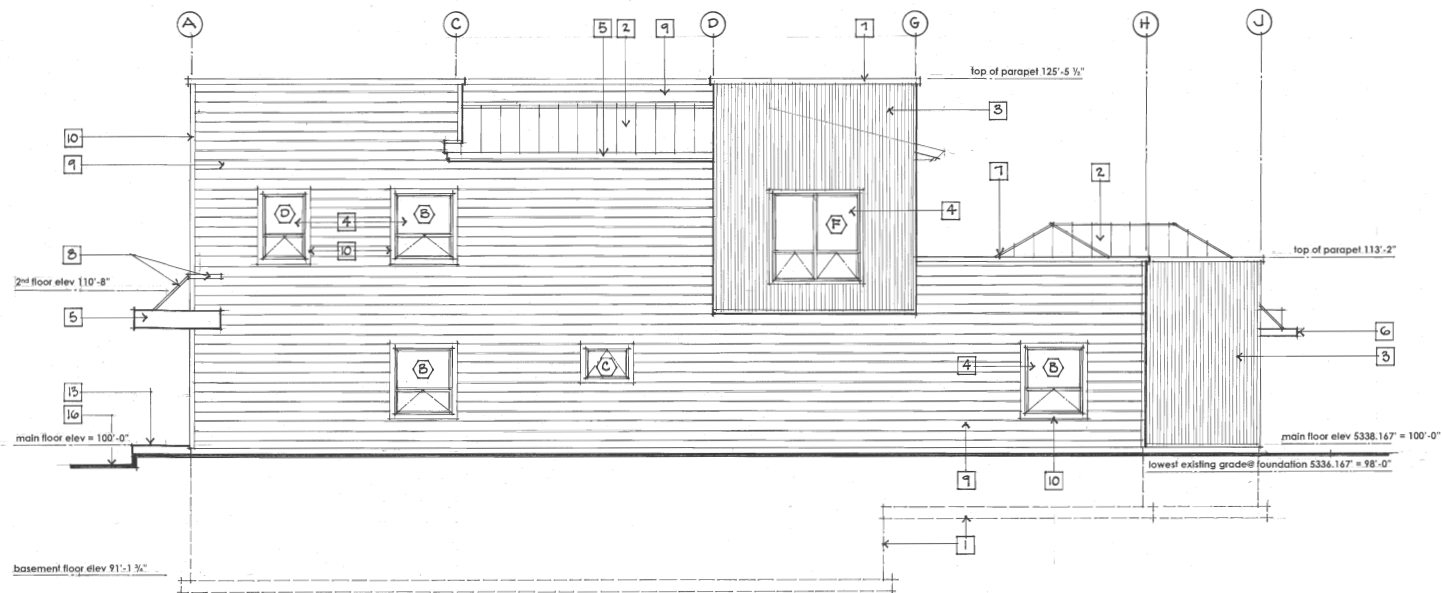 A C D G H J
5 2 9 7
top of parapet 125'-5 ½"
3
10
9
7 2
D 4 B F 4
10
8
top of parapet 113'-2"
2nd floor elev 110'-8"
5
6
3
B C 4 B
13
16
main floor elev = 100'-0"
main floor elev 5338.167' = 100'-0"
lowest existing grade@ foundation 5336.167' = 98'-0"
9 10
1
basement floor elev 91'-1 ¾"